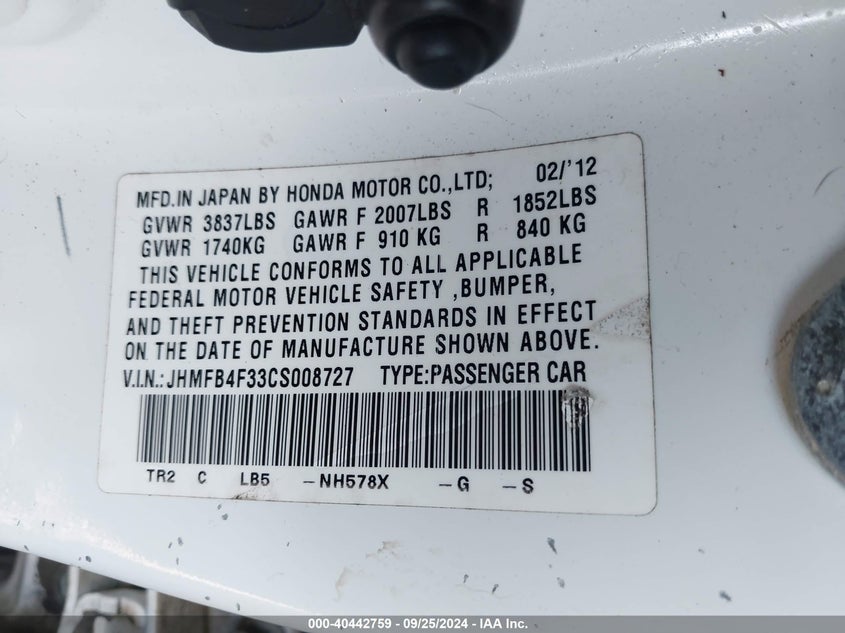 MFD.IN JAPAN BY HONDA MOTOR CO.,LTD; 02/'12
GVWR 3837LBS GAWR F 2007LBS R 1852LBS
GVWR 1740KG GAWR F 910 KG R 840 KG
THIS VEHICLE CONFORMS TO ALL APPLICABLE
FEDERAL MOTOR VEHICLE SAFETY ,BUMPER,
AND THEFT PREVENTION STANDARDS IN EFFECT
ON THE DATE OF MANUFACTURE SHOWN ABOVE.
V.I.N.:JHMFB4F33CS008727 TYPE:PASSENGER CAR
TR2 C LB5 -NH578X -G -S
000-40442759 - 09/25/2024 - IAA Inc.